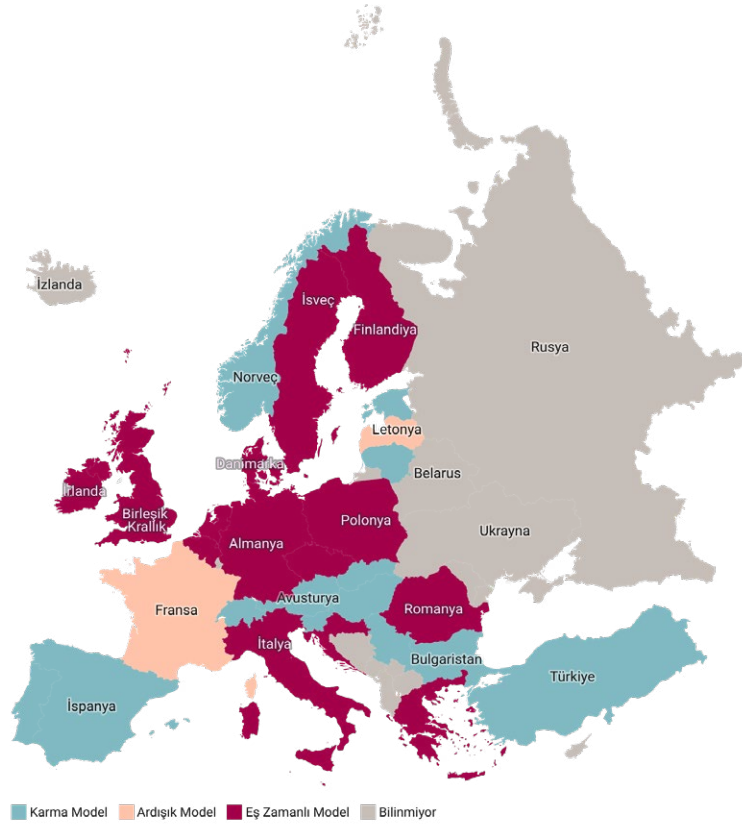 İzlanda
İsveç
Finlandiya
Rusya
Norveç
Letonya
Danimarka
Belarus
İrlanda
Birleşik
Krallık
Polonya
Ukrayna
Almanya
Avusturya
Fransa
Romanya
İtalya
Bulgaristan
Türkiye
İspanya
Karma Model
Ardışık Model
Eş Zamanlı Model
Bilinmiyor